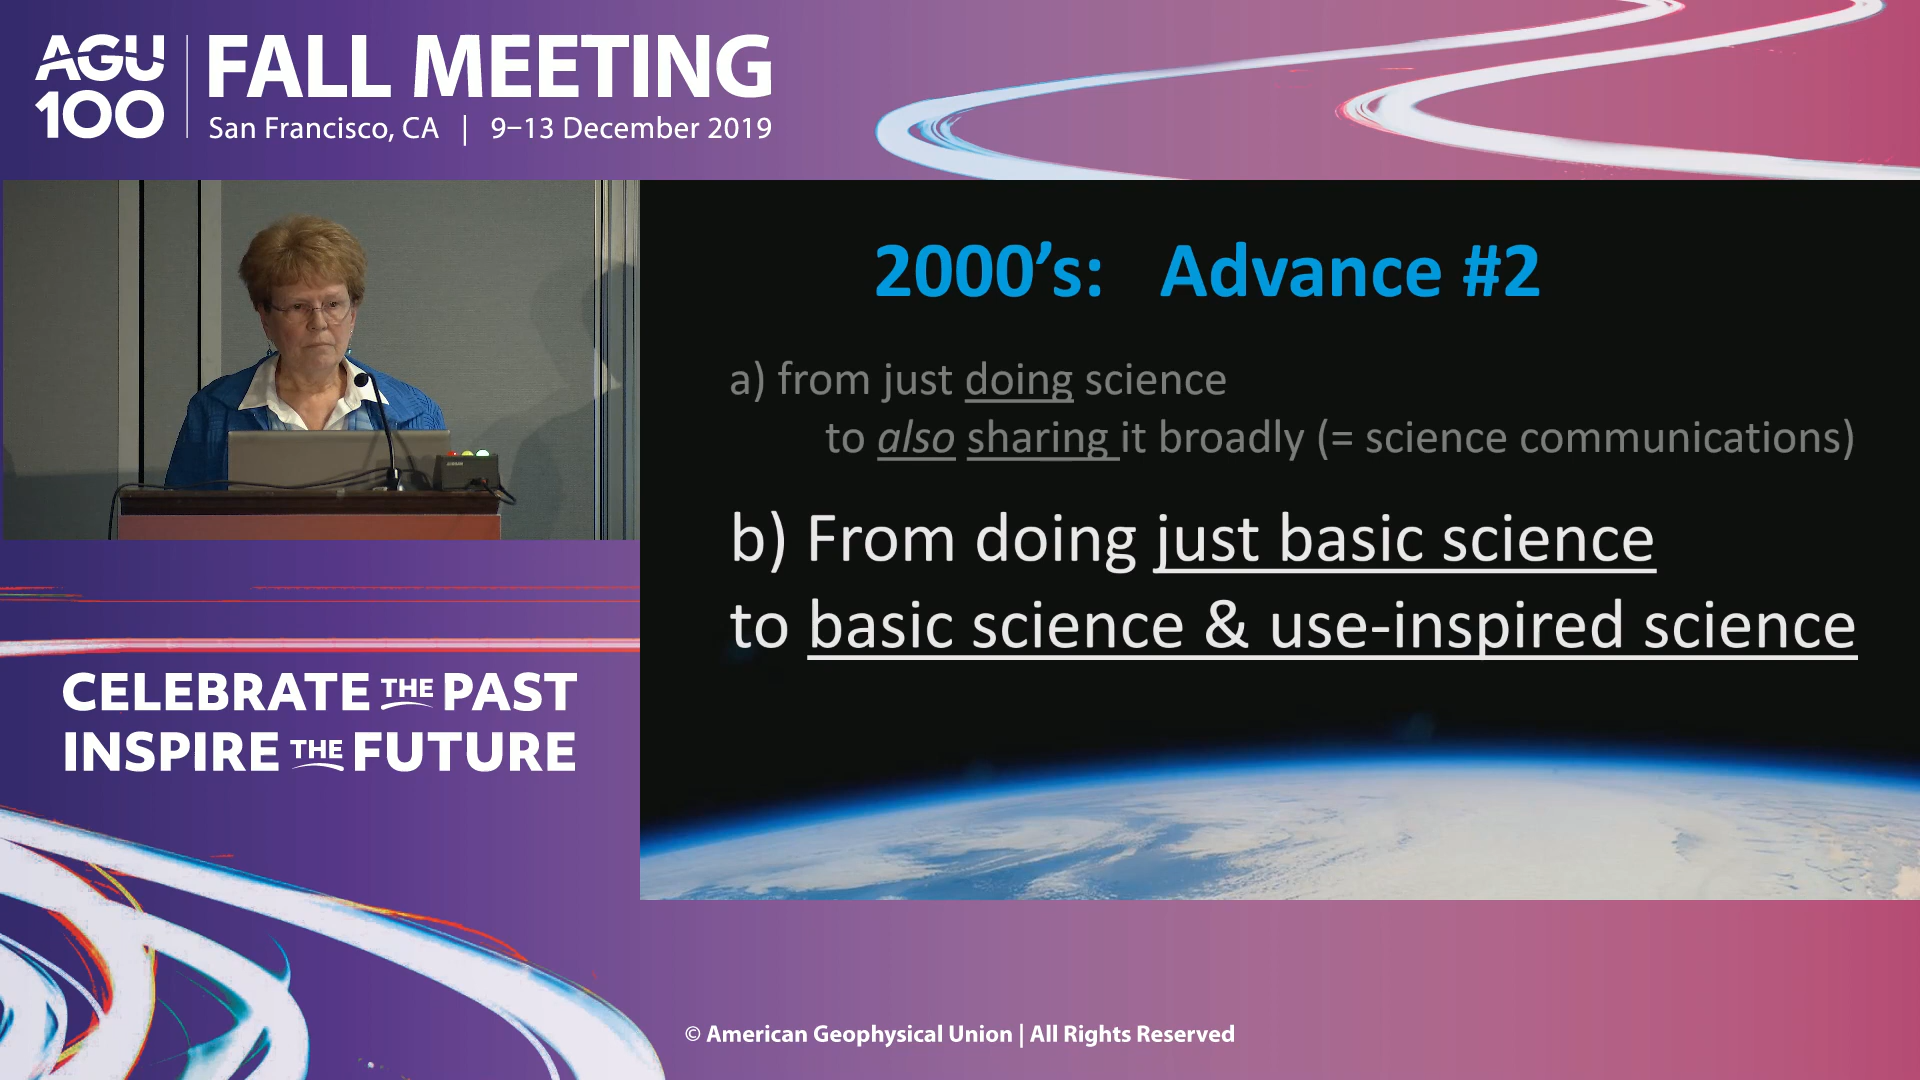 AGU
100
FALL MEETING
San Francisco, CA | 9–13 December 2019
2000’s: Advance #2
a) from just doing science
to also sharing it broadly (= science communications)
b) From doing just basic science
to basic science & use-inspired science
CELEBRATE THE PAST
INSPIRE THE FUTURE
© American Geophysical Union | All Rights Reserved